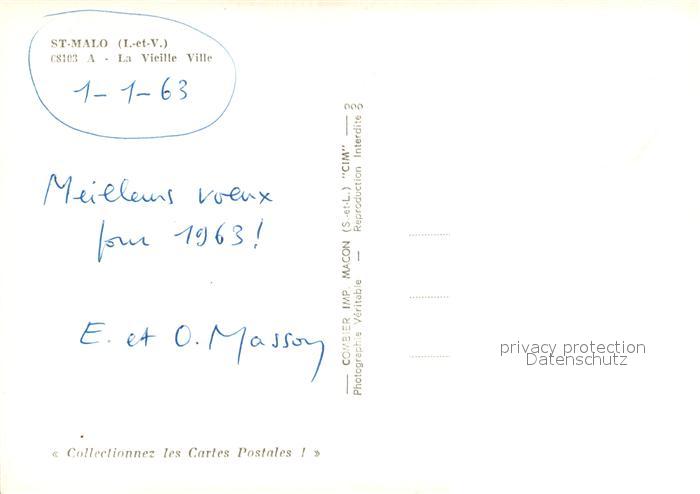 ST-MALO (I.-et-V.)
C8103 A - La Vieille Ville
1-1-63
Meilleurs voeux
pour 1963!
E. et O. Masson
« Collectionnez les Cartes Postales ! »
— COMBIER IMP. MACON (S.-et-L.) "CIM" —
Photographie Véritable — Reproduction Interdite
privacy protection
Datenschutz